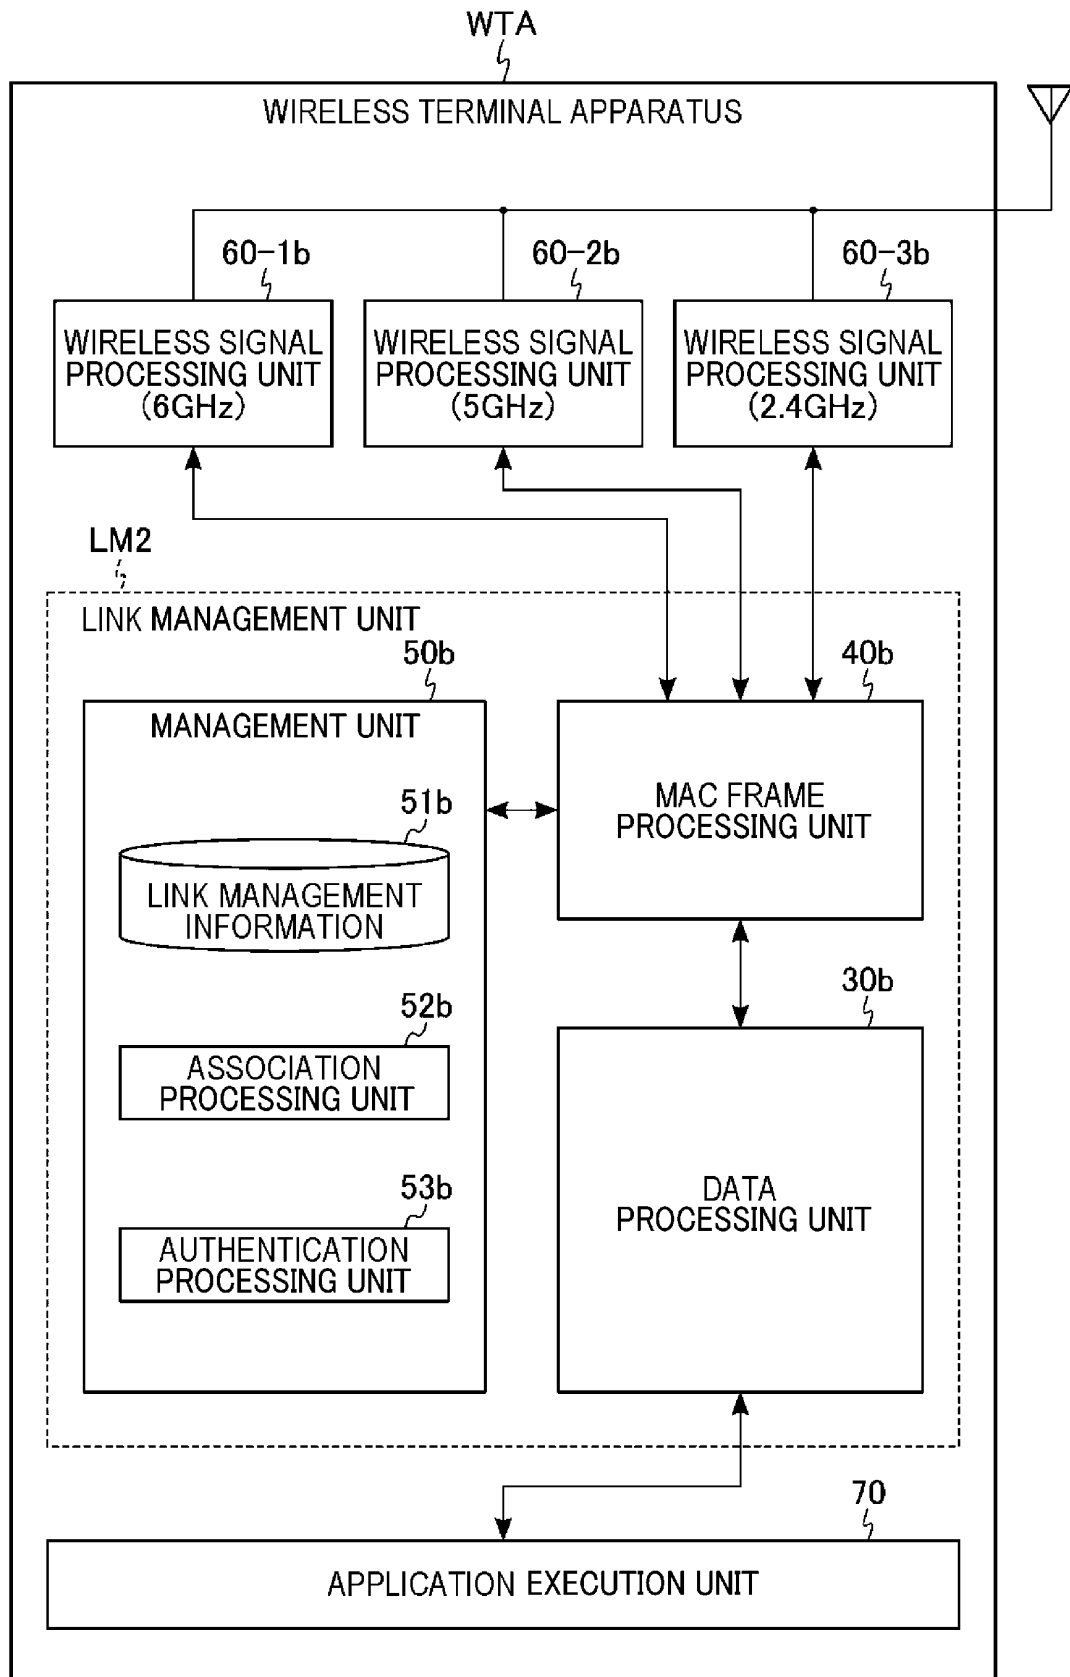 WTA
WIRELESS TERMINAL APPARATUS
60-1b
60-2b
60-3b
WIRELESS SIGNAL
PROCESSING UNIT
(6GHz)
WIRELESS SIGNAL
PROCESSING UNIT
(5GHz)
WIRELESS SIGNAL
PROCESSING UNIT
(2.4GHz)
LM2
LINK MANAGEMENT UNIT
50b
40b
MANAGEMENT UNIT
MAC FRAME
PROCESSING UNIT
51b
LINK MANAGEMENT
INFORMATION
30b
52b
ASSOCIATION
PROCESSING UNIT
DATA
PROCESSING UNIT
53b
AUTHENTICATION
PROCESSING UNIT
70
APPLICATION EXECUTION UNIT